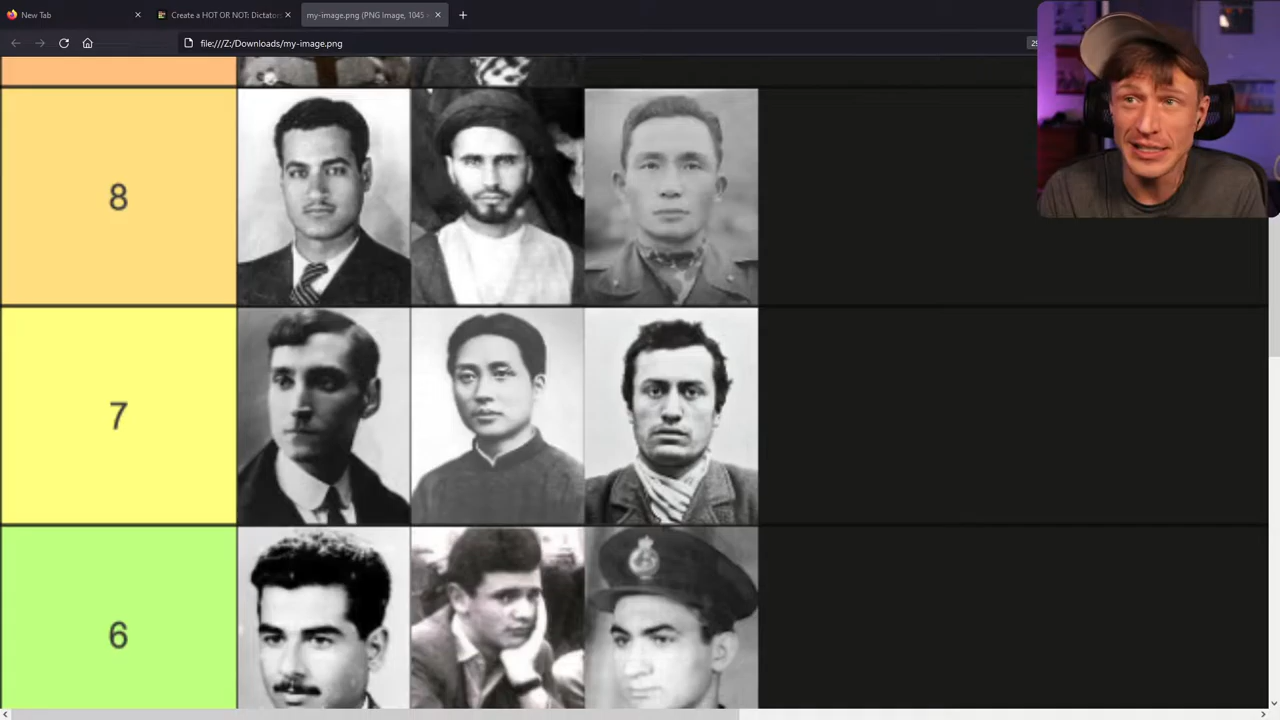 New Tab
Create a HOT OR NOT: Dictator
my-image.png (PNG Image, 1045
file:///Z:/Downloads/my-image.png
8
7
6